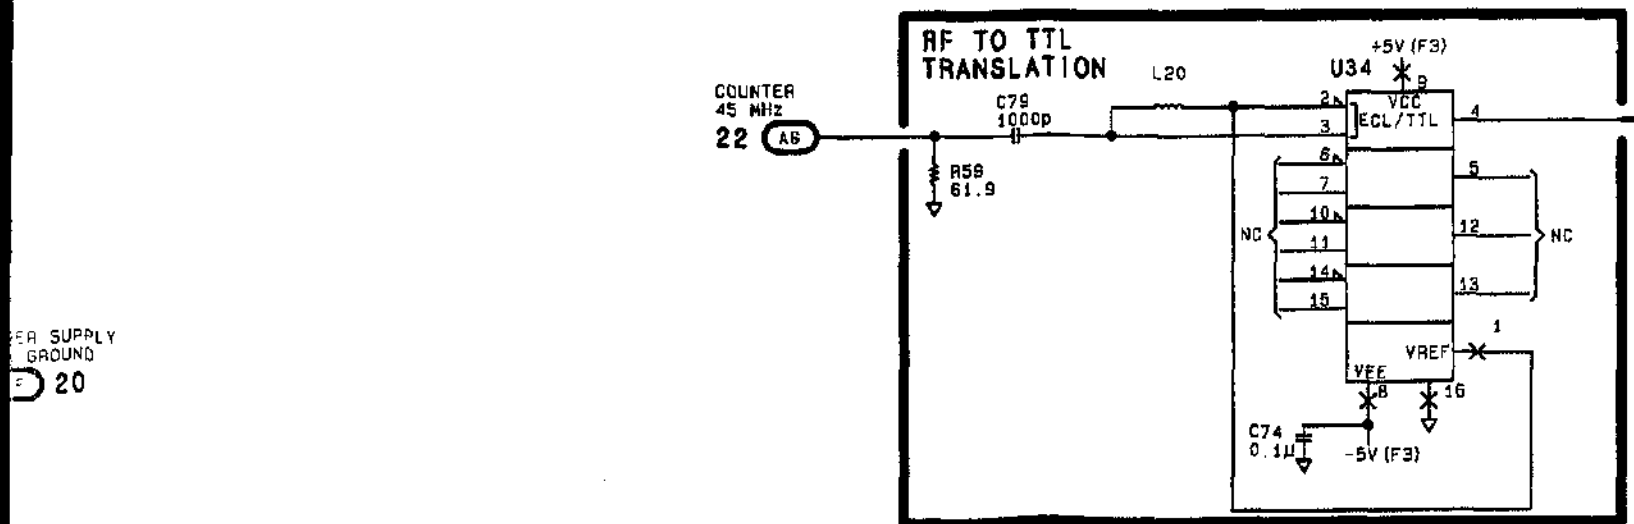 RF TO TTL
TRANSLATION
+5V (F3)
U34
L20
COUNTER
45 MHz
22
A6
C79
1000p
R59
61.9
9
VCC
ECL/TTL
2
3
4
6
7
10
11
14
15
NC
5
12
13
NC
1
VREF
VEE
8
16
C74
0.1µ
-5V (F3)
SUPPLY
GROUND
20